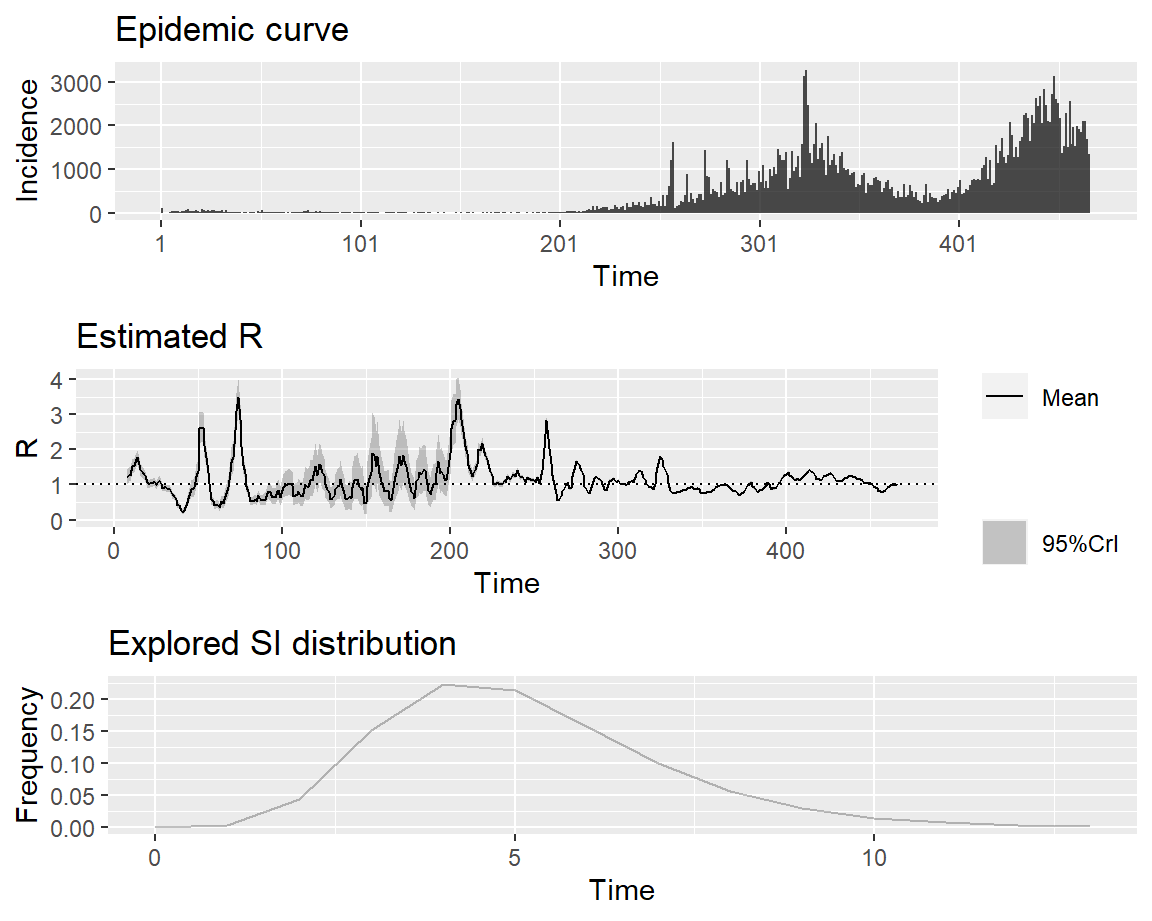 Epidemic curve
3000
2000
1000
0
Incidence
1 101 201 301 401
Time
Estimated R
4
3
2
1
0
R
0 100 200 300 400
Time
Mean
95%CrI
Explored SI distribution
0.20
0.15
0.10
0.05
0.00
Frequency
0 5 10
Time